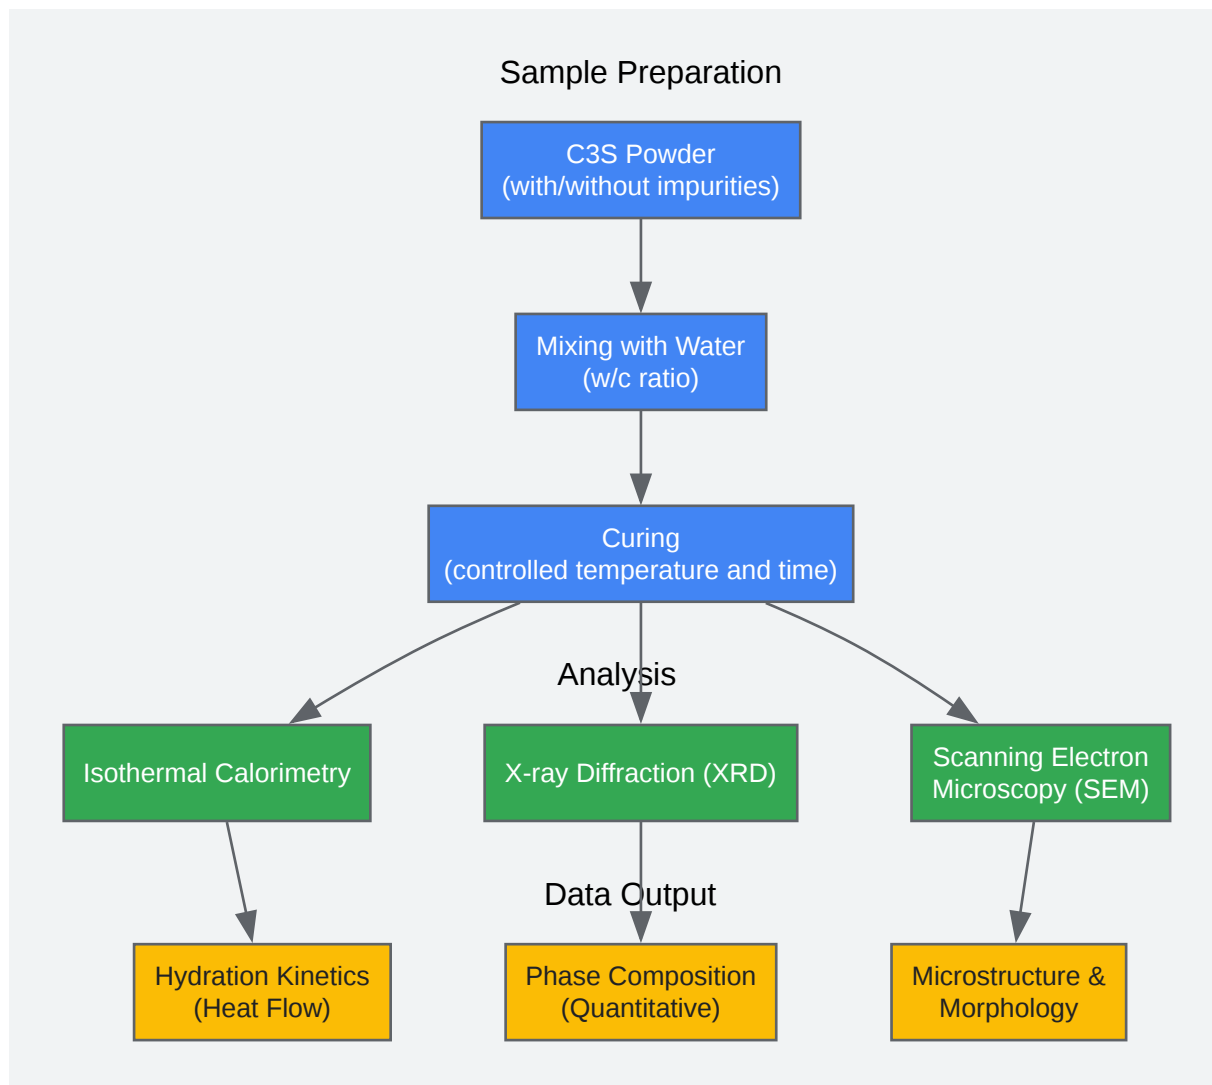 Sample Preparation
C3S Powder
(with/without impurities)
Mixing with Water
(w/c ratio)
Curing
(controlled temperature and time)
Analysis
Isothermal Calorimetry
X-ray Diffraction (XRD)
Scanning Electron
Microscopy (SEM)
Data Output
Hydration Kinetics
(Heat Flow)
Phase Composition
(Quantitative)
Microstructure &
Morphology